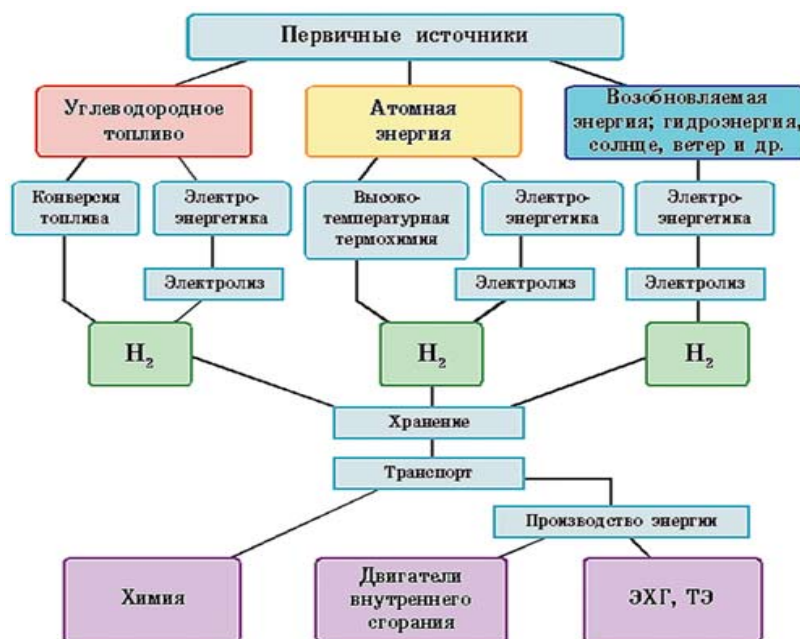 Первичные источники
Углеводородное
топливо
Атомная
энергия
Возобновляемая
энергия; гидроэнергия,
солнце, ветер и др.
Конверсия
топлива
Электро-
энергетика
Высоко-
температурная
термохимия
Электро-
энергетика
Электро-
энергетика
Электролиз
Электролиз
Электролиз
H₂
H₂
H₂
Хранение
Транспорт
Производство энергии
Химия
Двигатели
внутреннего
сгорания
ЭХГ, ТЭ